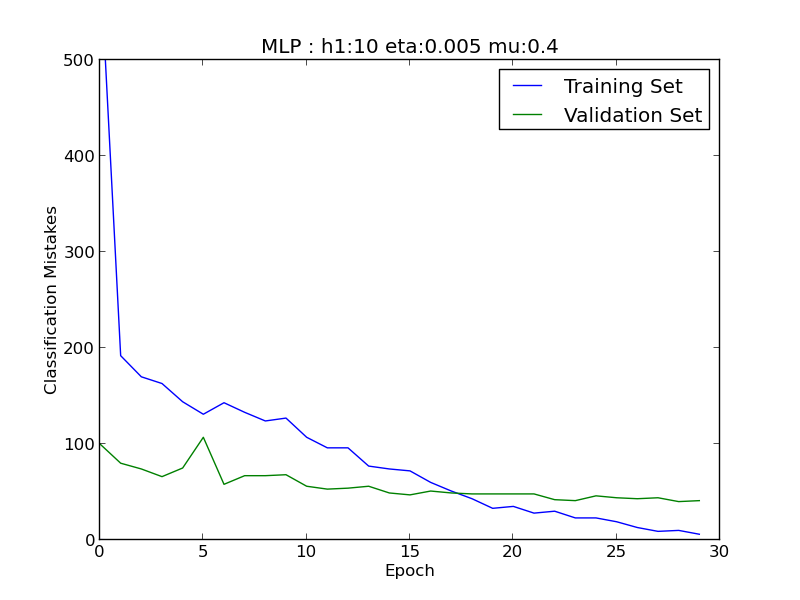 MLP : h1:10 eta:0.005 mu:0.4
Training Set
Validation Set
500
400
300
200
100
0
Classification Mistakes
0 5 10 15 20 25 30
Epoch